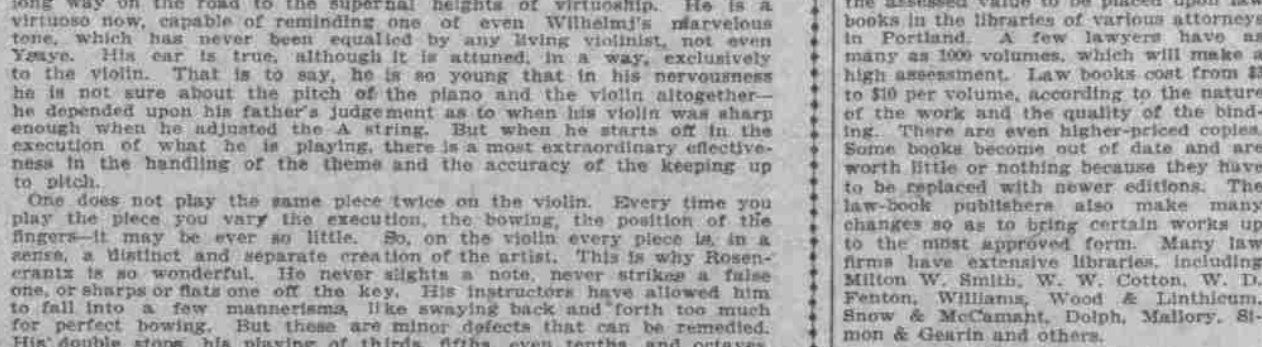 long way on the road to the supernal heights of virtuoship. He is a
virtuoso now, capable of reminding one of even Wilhelmj's marvelous
tone, which has never been equalled by any living violinist, not even
Ysaye. His ear is true, although it is attuned, in a way, exclusively
to the violin. That is to say, he is so young that in his nervousness
he is not sure about the pitch of the piano and the violin altogether—
he depended upon his father's judgement as to when his violin was sharp
enough when he adjusted the A string. But when he starts off in the
execution of what he is playing, there is a most extraordinary effective-
ness in the handling of the theme and the accuracy of the keeping up
to pitch.
One does not play the same piece twice on the violin. Every time you
play the piece you vary the execution, the bowing, the position of the
fingers—it may be ever so little. So, on the violin every piece is, in a
sense, a distinct and separate creation of the artist. This is why Rosen-
crantz is so wonderful. He never slights a note, never strikes a false
one, or sharps or flats one off the key. His instructors have allowed him
to fall into a few mannerisms, like swaying back and forth too much
for perfect bowing. But these are minor defects that can be remedied.
His double stops, his playing of thirds, fifths, even tenths and octaves,
the assessed value to be placed upon law
books in the libraries of various attorneys
in Portland. A few lawyers have as
many as 1000 volumes, which will make a
high assessment. Law books cost from $3
to $10 per volume, according to the nature
of the work and the quality of the bind-
ing. There are even higher-priced copies.
Some books become out of date and are
worth little or nothing because they have
to be replaced with newer editions. The
law-book publishers also make many
changes so as to bring certain works up
to the most approved form. Many law
firms have extensive libraries, including
Milton W. Smith, W. W. Cotton, W. D.
Fenton, Williams, Wood & Linthicum,
Snow & McCamant, Dolph, Mallory, Si-
mon & Gearin and others.